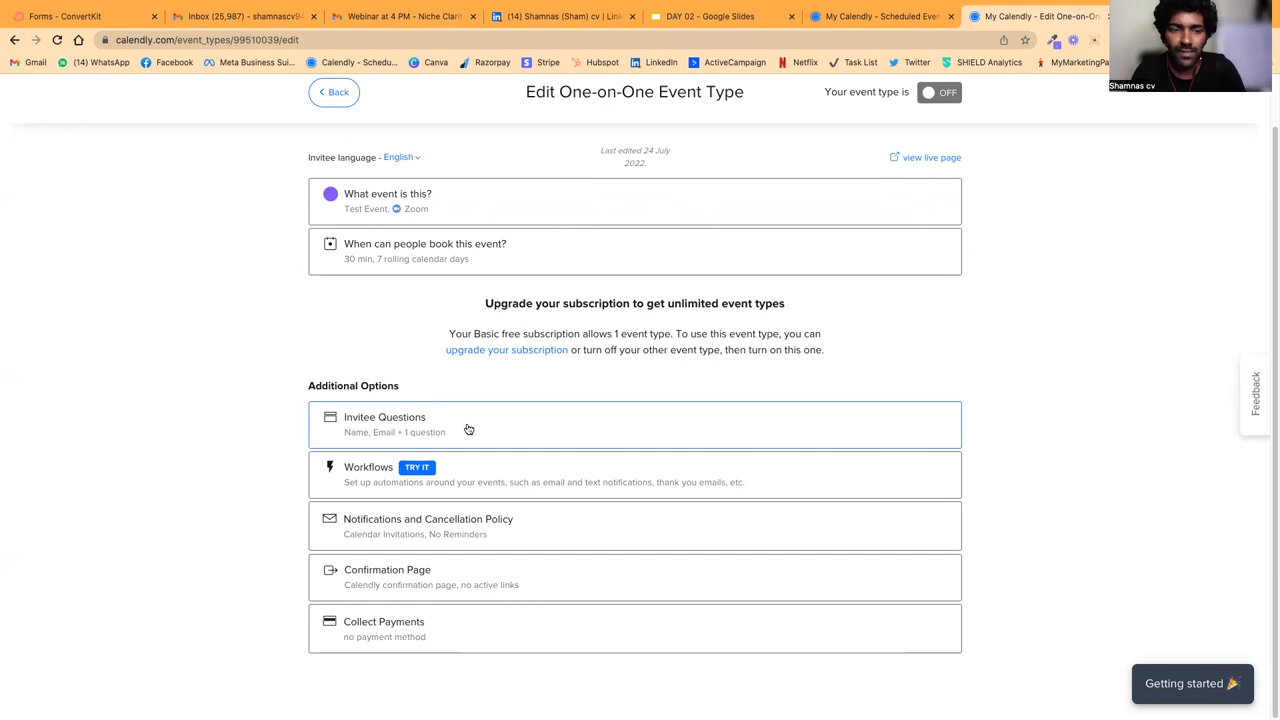 Forms - ConvertKit
Inbox (25,987) - shamnascv94
Webinar at 4 PM - Niche Clarit
(14) Shamnas (Sham) cv | Link
DAY 02 - Google Slides
My Calendly - Scheduled Even
My Calendly - Edit One-on-One
calendly.com/event_types/99510039/edit
Gmail
(14) WhatsApp
Facebook
Meta Business Sui...
Calendly - Schedu...
Canva
Razorpay
Stripe
Hubspot
LinkedIn
ActiveCampaign
Netflix
Task List
Twitter
SHIELD Analytics
MyMarketingPa
Shamnas cv
Back
Edit One-on-One Event Type
Your event type is
OFF
Invitee language - English
Last edited 24 July
2022.
view live page
What event is this?
Test Event, Zoom
When can people book this event?
30 min, 7 rolling calendar days
Upgrade your subscription to get unlimited event types
Your Basic free subscription allows 1 event type. To use this event type, you can
upgrade your subscription or turn off your other event type, then turn on this one.
Additional Options
Invitee Questions
Name, Email + 1 question
Workflows TRY IT
Set up automations around your events, such as email and text notifications, thank you emails, etc.
Notifications and Cancellation Policy
Calendar Invitations, No Reminders
Confirmation Page
Calendly confirmation page, no active links
Collect Payments
no payment method
Feedback
Getting started 🎉